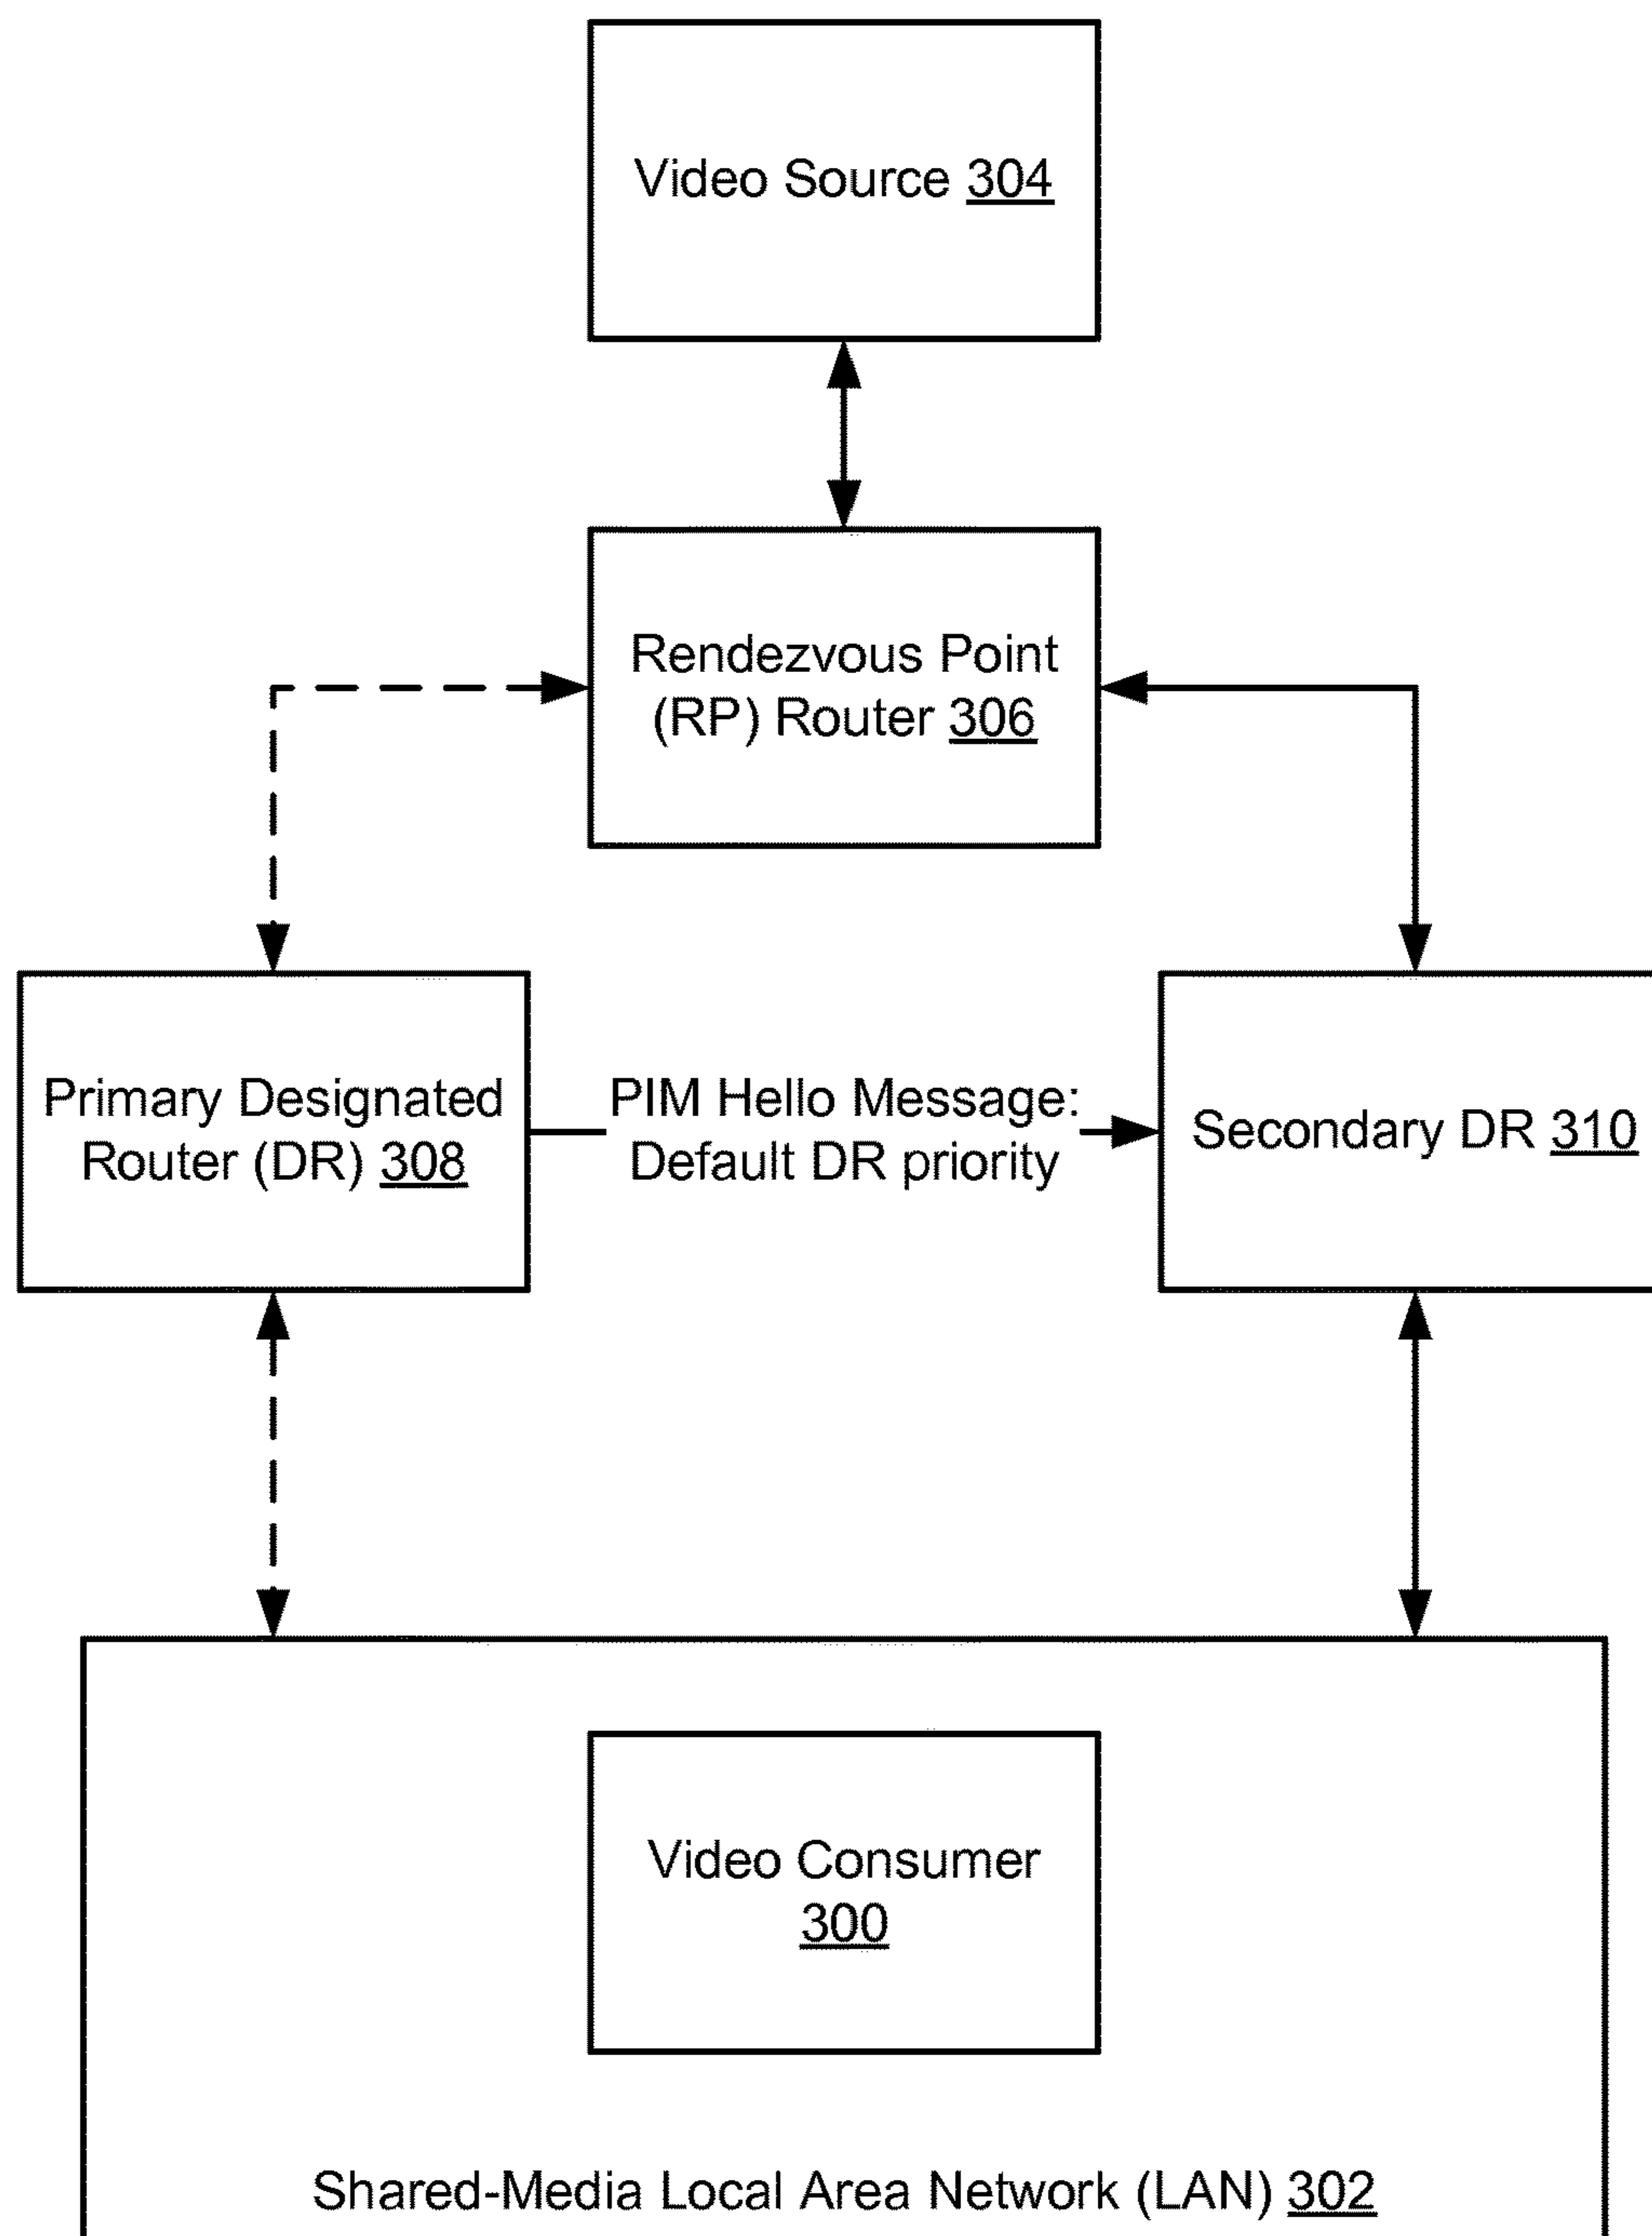 Video Source 304
Rendezvous Point
(RP) Router 306
Primary Designated
Router (DR) 308
PIM Hello Message:
Default DR priority
Secondary DR 310
Video Consumer
300
Shared-Media Local Area Network (LAN) 302